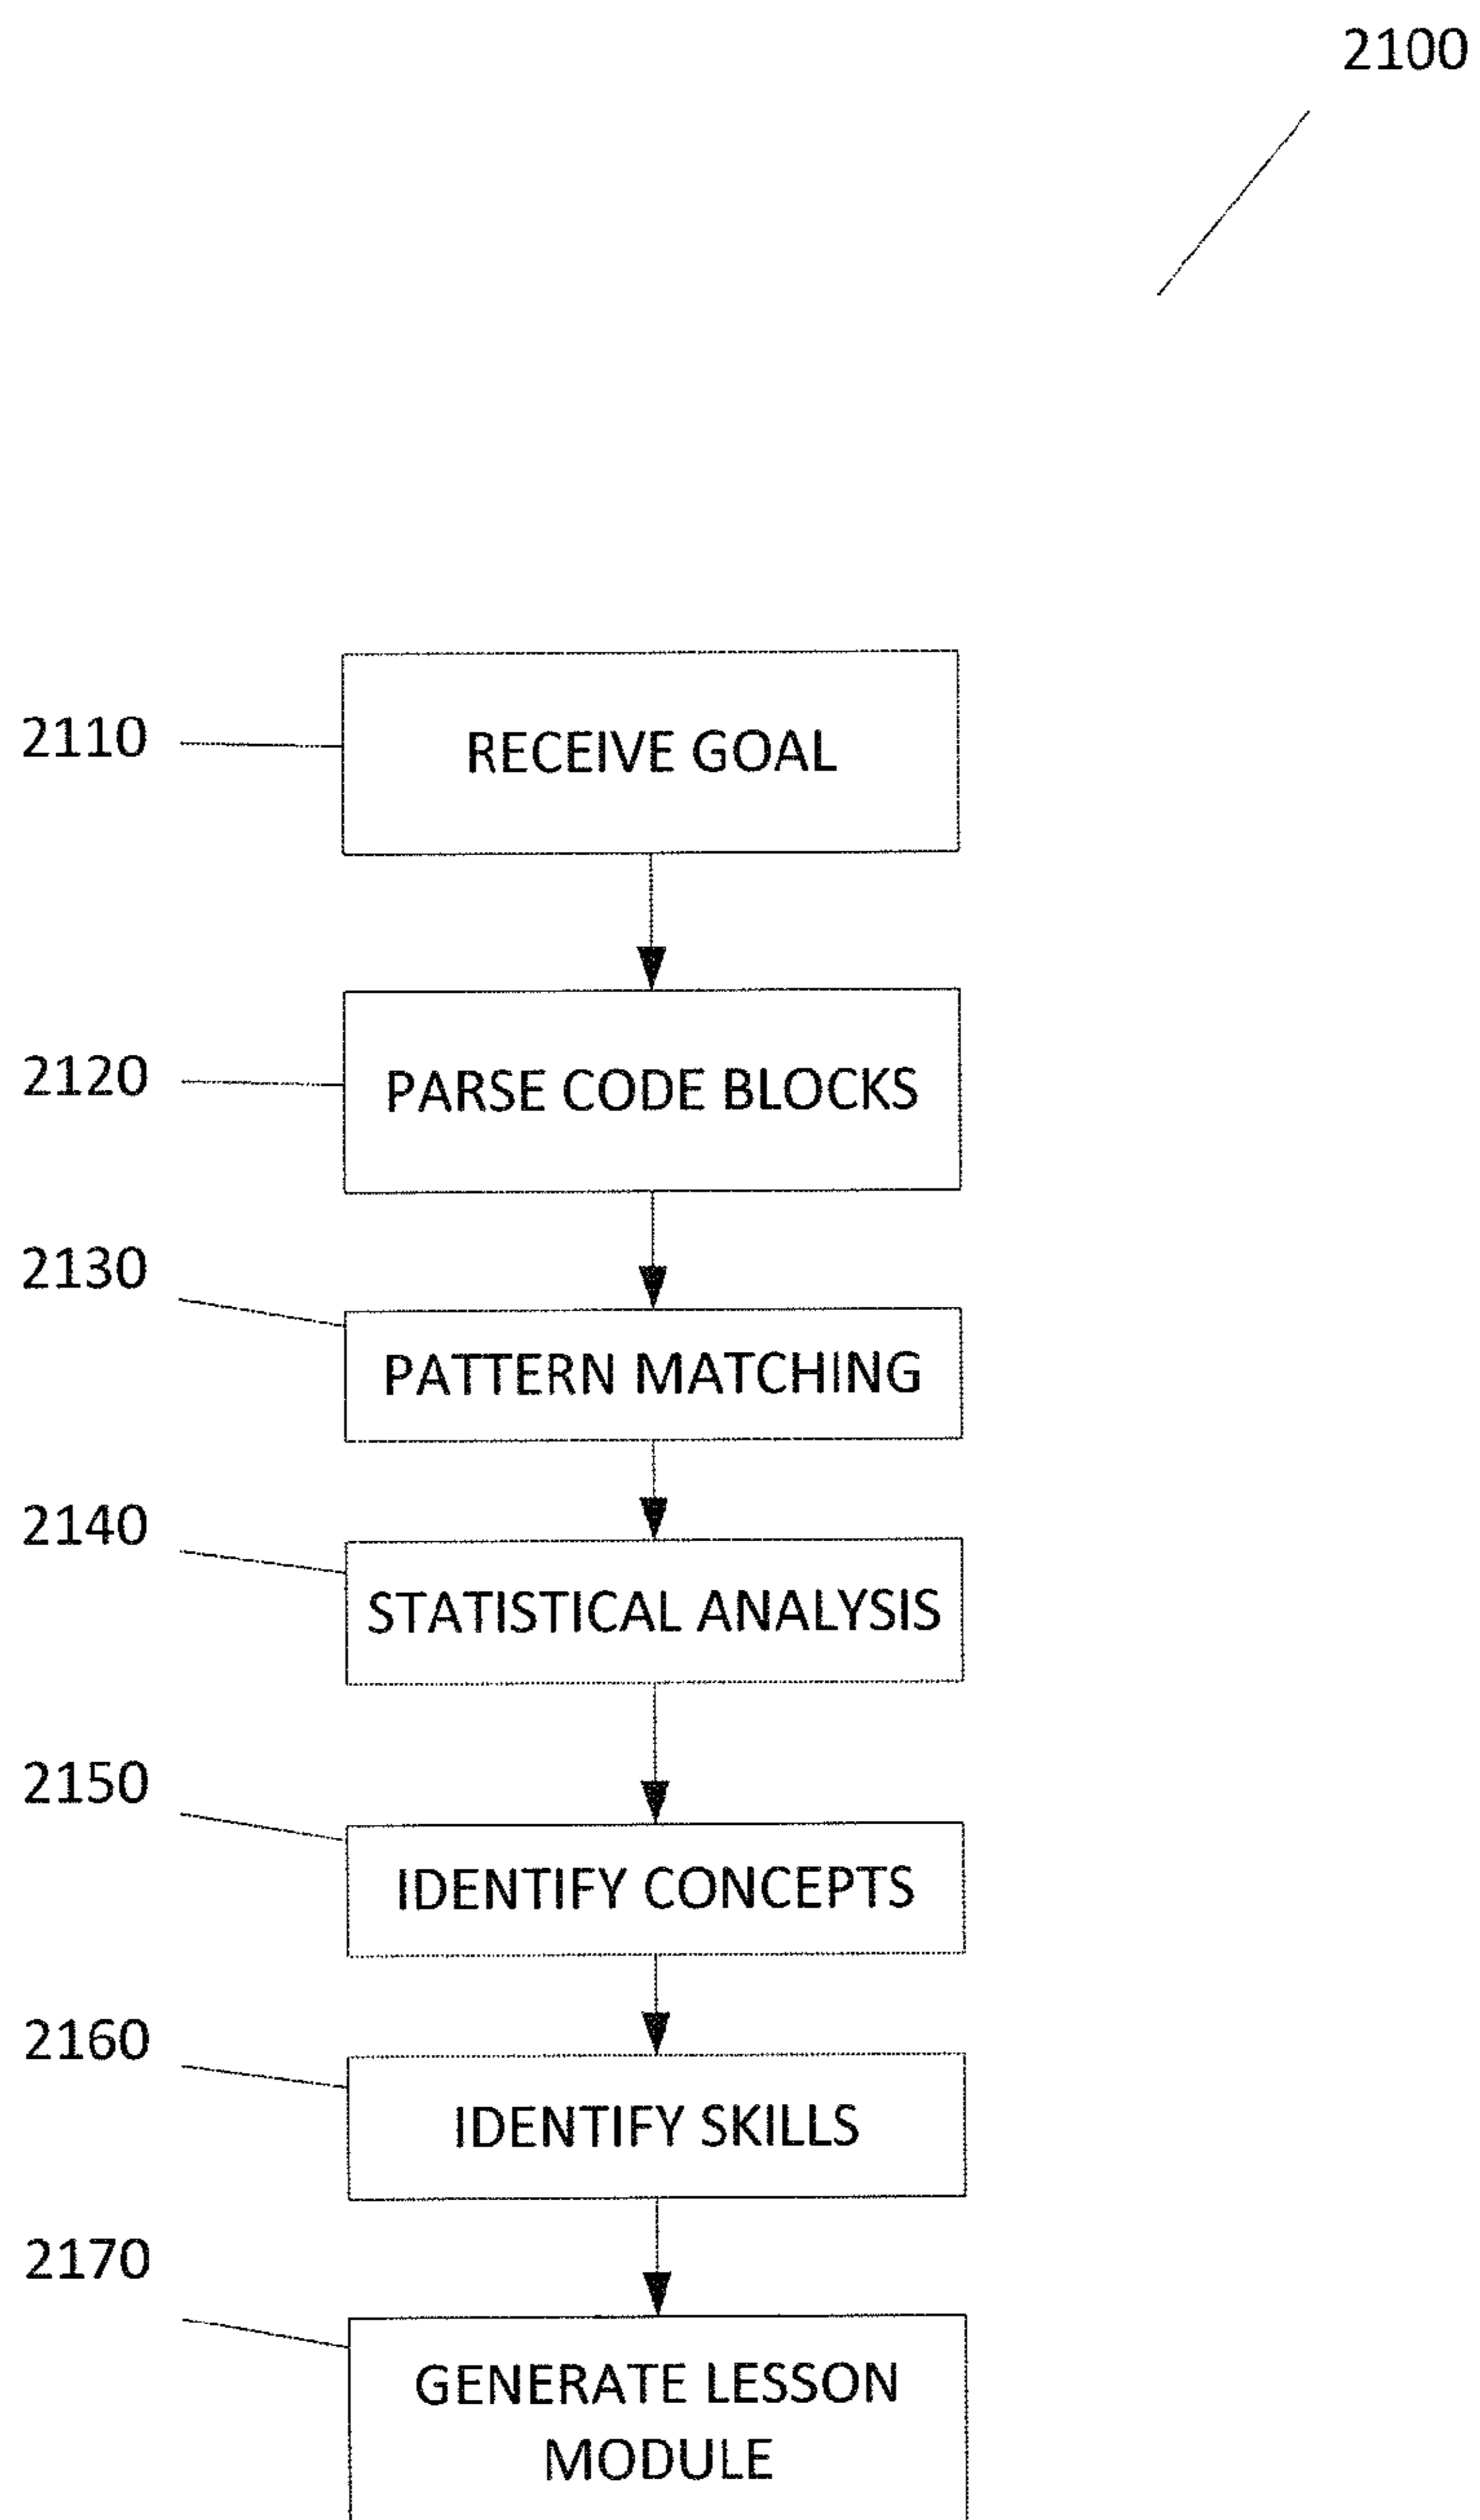 2100
2110
RECEIVE GOAL
2120
PARSE CODE BLOCKS
2130
PATTERN MATCHING
2140
STATISTICAL ANALYSIS
2150
IDENTIFY CONCEPTS
2160
IDENTIFY SKILLS
2170
GENERATE LESSON
MODULE